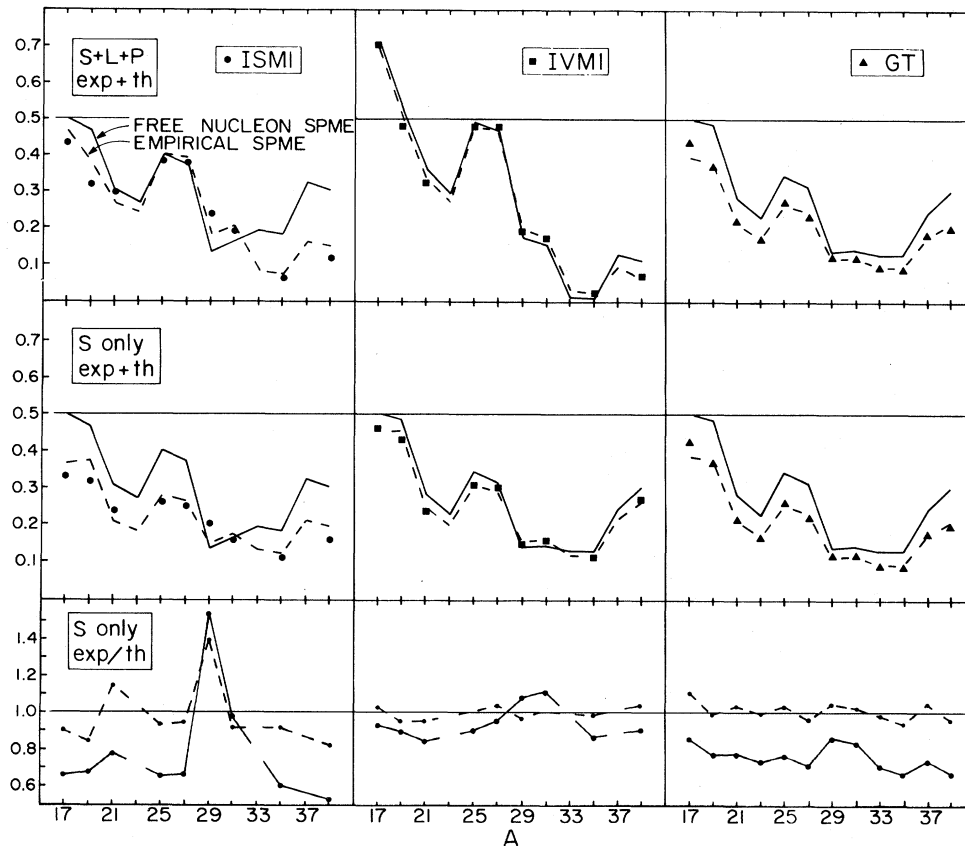 S+L+P
exp+th
• ISMI
■ IVMI
▲ GT
FREE NUCLEON SPME
EMPIRICAL SPME
0.7
0.6
0.5
0.4
0.3
0.2
0.1
S only
exp+th
0.7
0.6
0.5
0.4
0.3
0.2
0.1
S only
exp/th
1.4
1.2
1.0
0.8
0.6
17 21 25 29 33 37
17 21 25 29 33 37
17 21 25 29 33 37
A